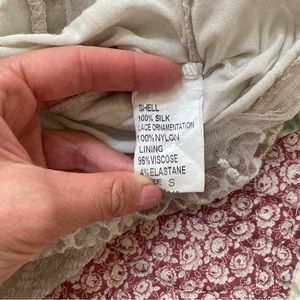 SHELL
100% SILK
LACE ORNAMENTATION
100%NYLON
LINING
96%VISCOSE
4% ELASTANE
S